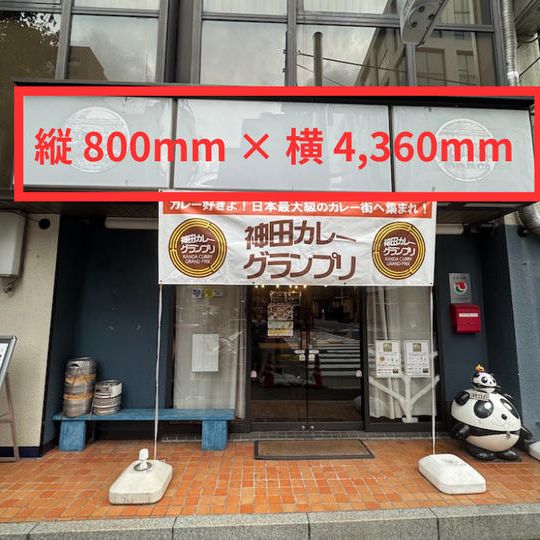 縦 800mm × 横 4,360mm
カレー好きよ！日本最大級のカレー街へ集まれ！
神田カレー
グランプリ
神田カレー
グランプリ
KANDA CURRY
GRAND PRIX
神田カレー
グランプリ
KANDA CURRY
GRAND PRIX